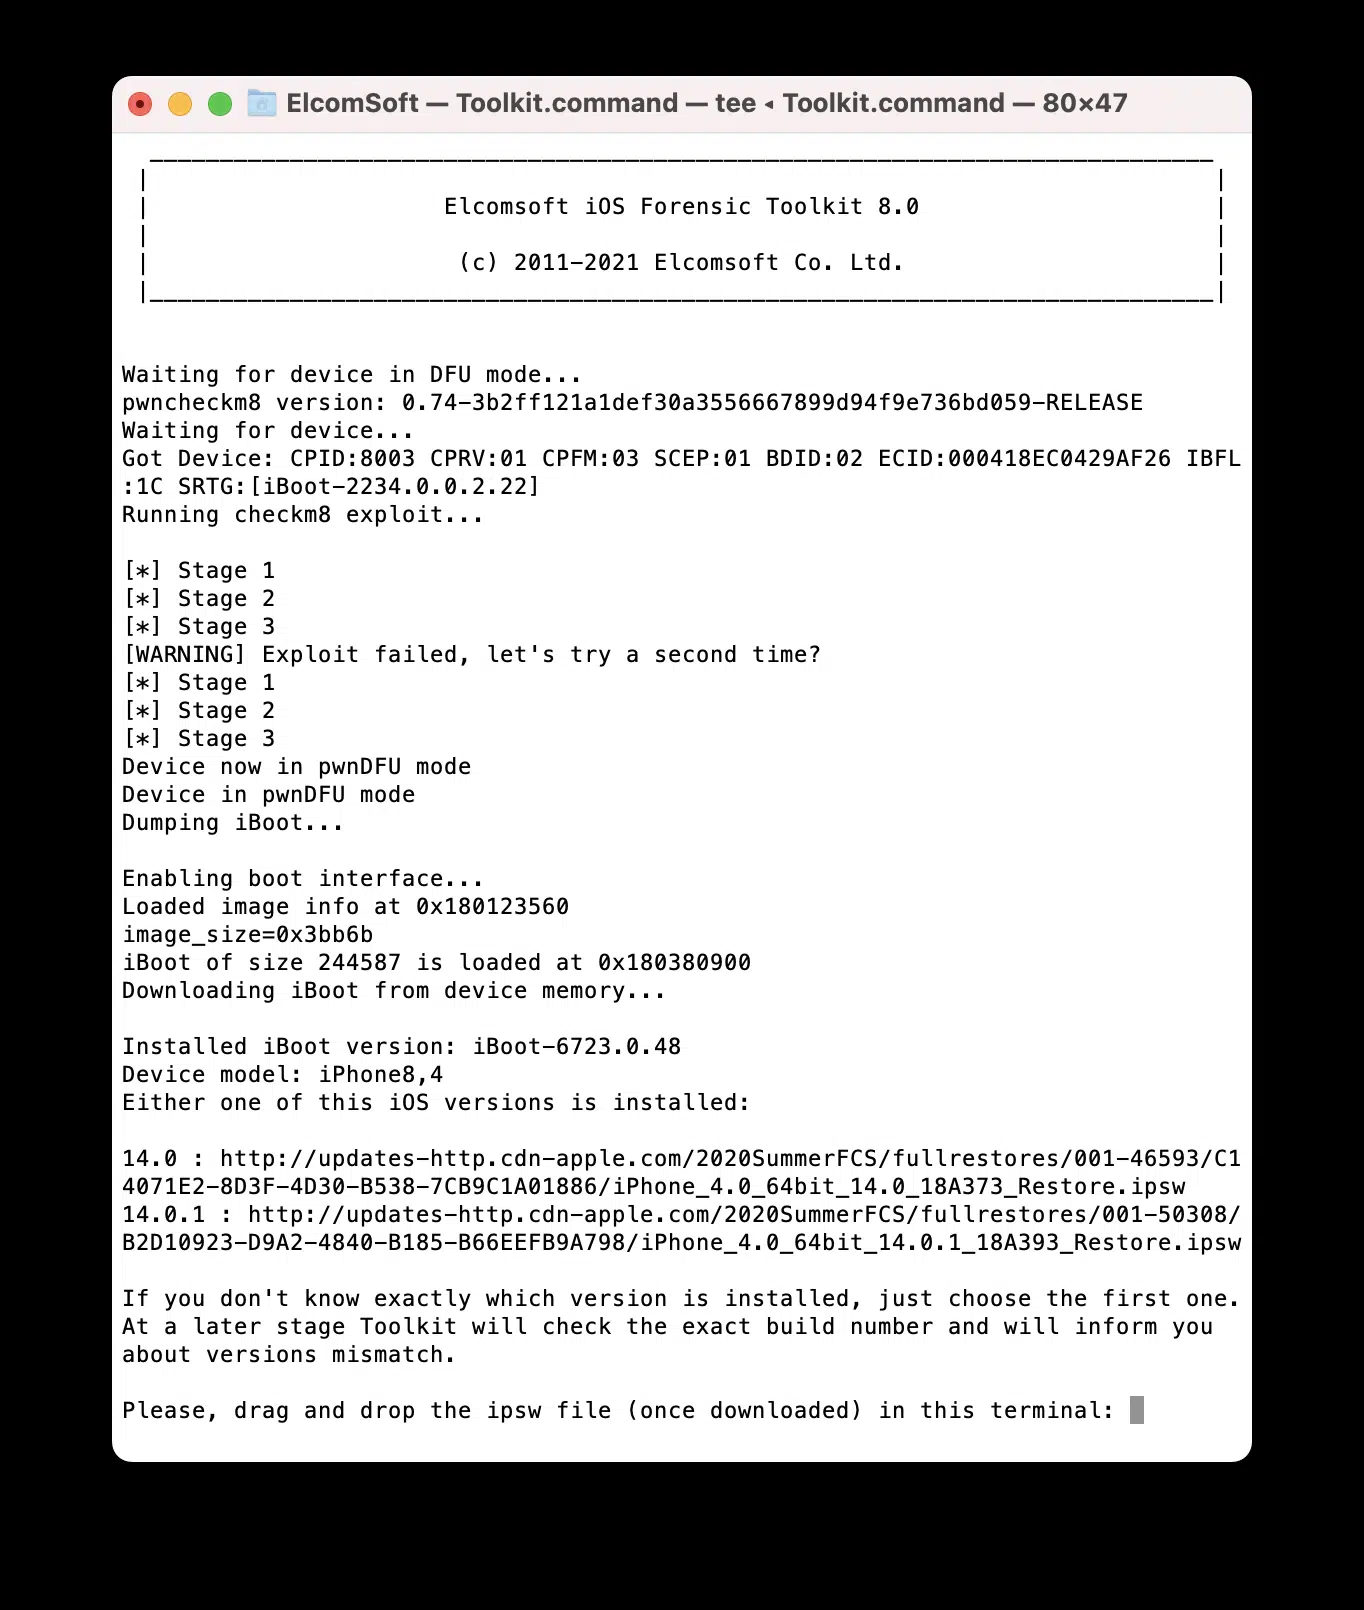 ElcomSoft — Toolkit.command — tee ◂ Toolkit.command — 80×47
Elcomsoft iOS Forensic Toolkit 8.0
(c) 2011-2021 Elcomsoft Co. Ltd.
Waiting for device in DFU mode...
pwncheckm8 version: 0.74-3b2ff121a1def30a3556667899d94f9e736bd059-RELEASE
Waiting for device...
Got Device: CPID:8003 CPRV:01 CPFM:03 SCEP:01 BDID:02 ECID:000418EC0429AF26 IBFL
:1C SRTG:[iBoot-2234.0.0.2.22]
Running checkm8 exploit...
[*] Stage 1
[*] Stage 2
[*] Stage 3
[WARNING] Exploit failed, let's try a second time?
[*] Stage 1
[*] Stage 2
[*] Stage 3
Device now in pwnDFU mode
Device in pwnDFU mode
Dumping iBoot...
Enabling boot interface...
Loaded image info at 0x180123560
image_size=0x3bb6b
iBoot of size 244587 is loaded at 0x180380900
Downloading iBoot from device memory...
Installed iBoot version: iBoot-6723.0.48
Device model: iPhone8,4
Either one of this iOS versions is installed:
14.0 : http://updates-http.cdn-apple.com/2020SummerFCS/fullrestores/001-46593/C1
4071E2-8D3F-4D30-B538-7CB9C1A01886/iPhone_4.0_64bit_14.0_18A373_Restore.ipsw
14.0.1 : http://updates-http.cdn-apple.com/2020SummerFCS/fullrestores/001-50308/
B2D10923-D9A2-4840-B185-B66EEFB9A798/iPhone_4.0_64bit_14.0.1_18A393_Restore.ipsw
If you don't know exactly which version is installed, just choose the first one.
At a later stage Toolkit will check the exact build number and will inform you
about versions mismatch.
Please, drag and drop the ipsw file (once downloaded) in this terminal: